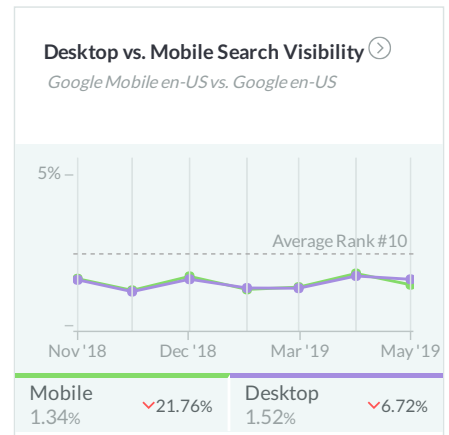 Desktop vs. Mobile Search Visibility
Google Mobile en-US vs. Google en-US
5%
Average Rank #10
Nov '18 Dec '18 Mar '19 May '19
Mobile
1.34%
21.76%
Desktop
1.52%
6.72%